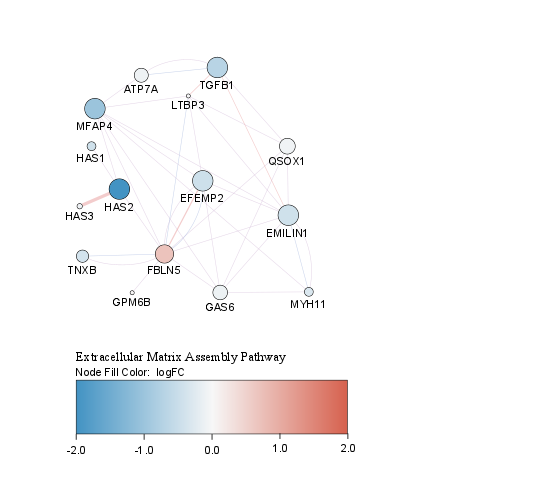 TGFB1
ATP7A
LTBP3
MFAP4
HAS1
QSOX1
HAS2
HAS3
EFEMP2
EMILIN1
TNXB
FBLN5
GPM6B
GAS6
MYH11
Extracellular Matrix Assembly Pathway
Node Fill Color: logFC
-2.0 -1.0 0.0 1.0 2.0